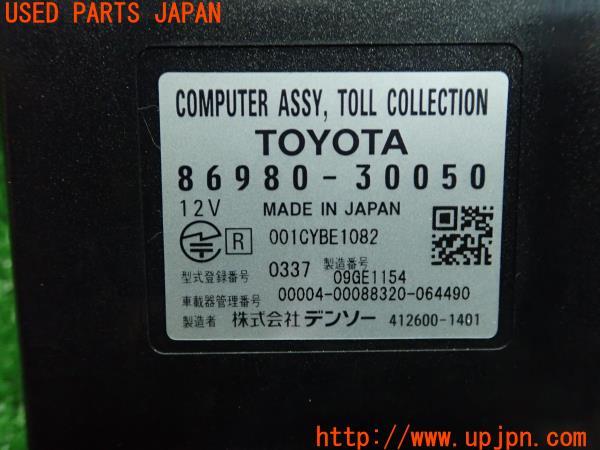 USED PARTS JAPAN
COMPUTER ASSY, TOLL COLLECTION
TOYOTA
86980-30050
12V MADE IN JAPAN
R 001CYBE1082
型式登録番号 0337 製造番号 09GE1154
車載器管理番号 00004-00088320-064490
製造者 株式会社デンソー 412600-1401
UPJ www.upjpn.com